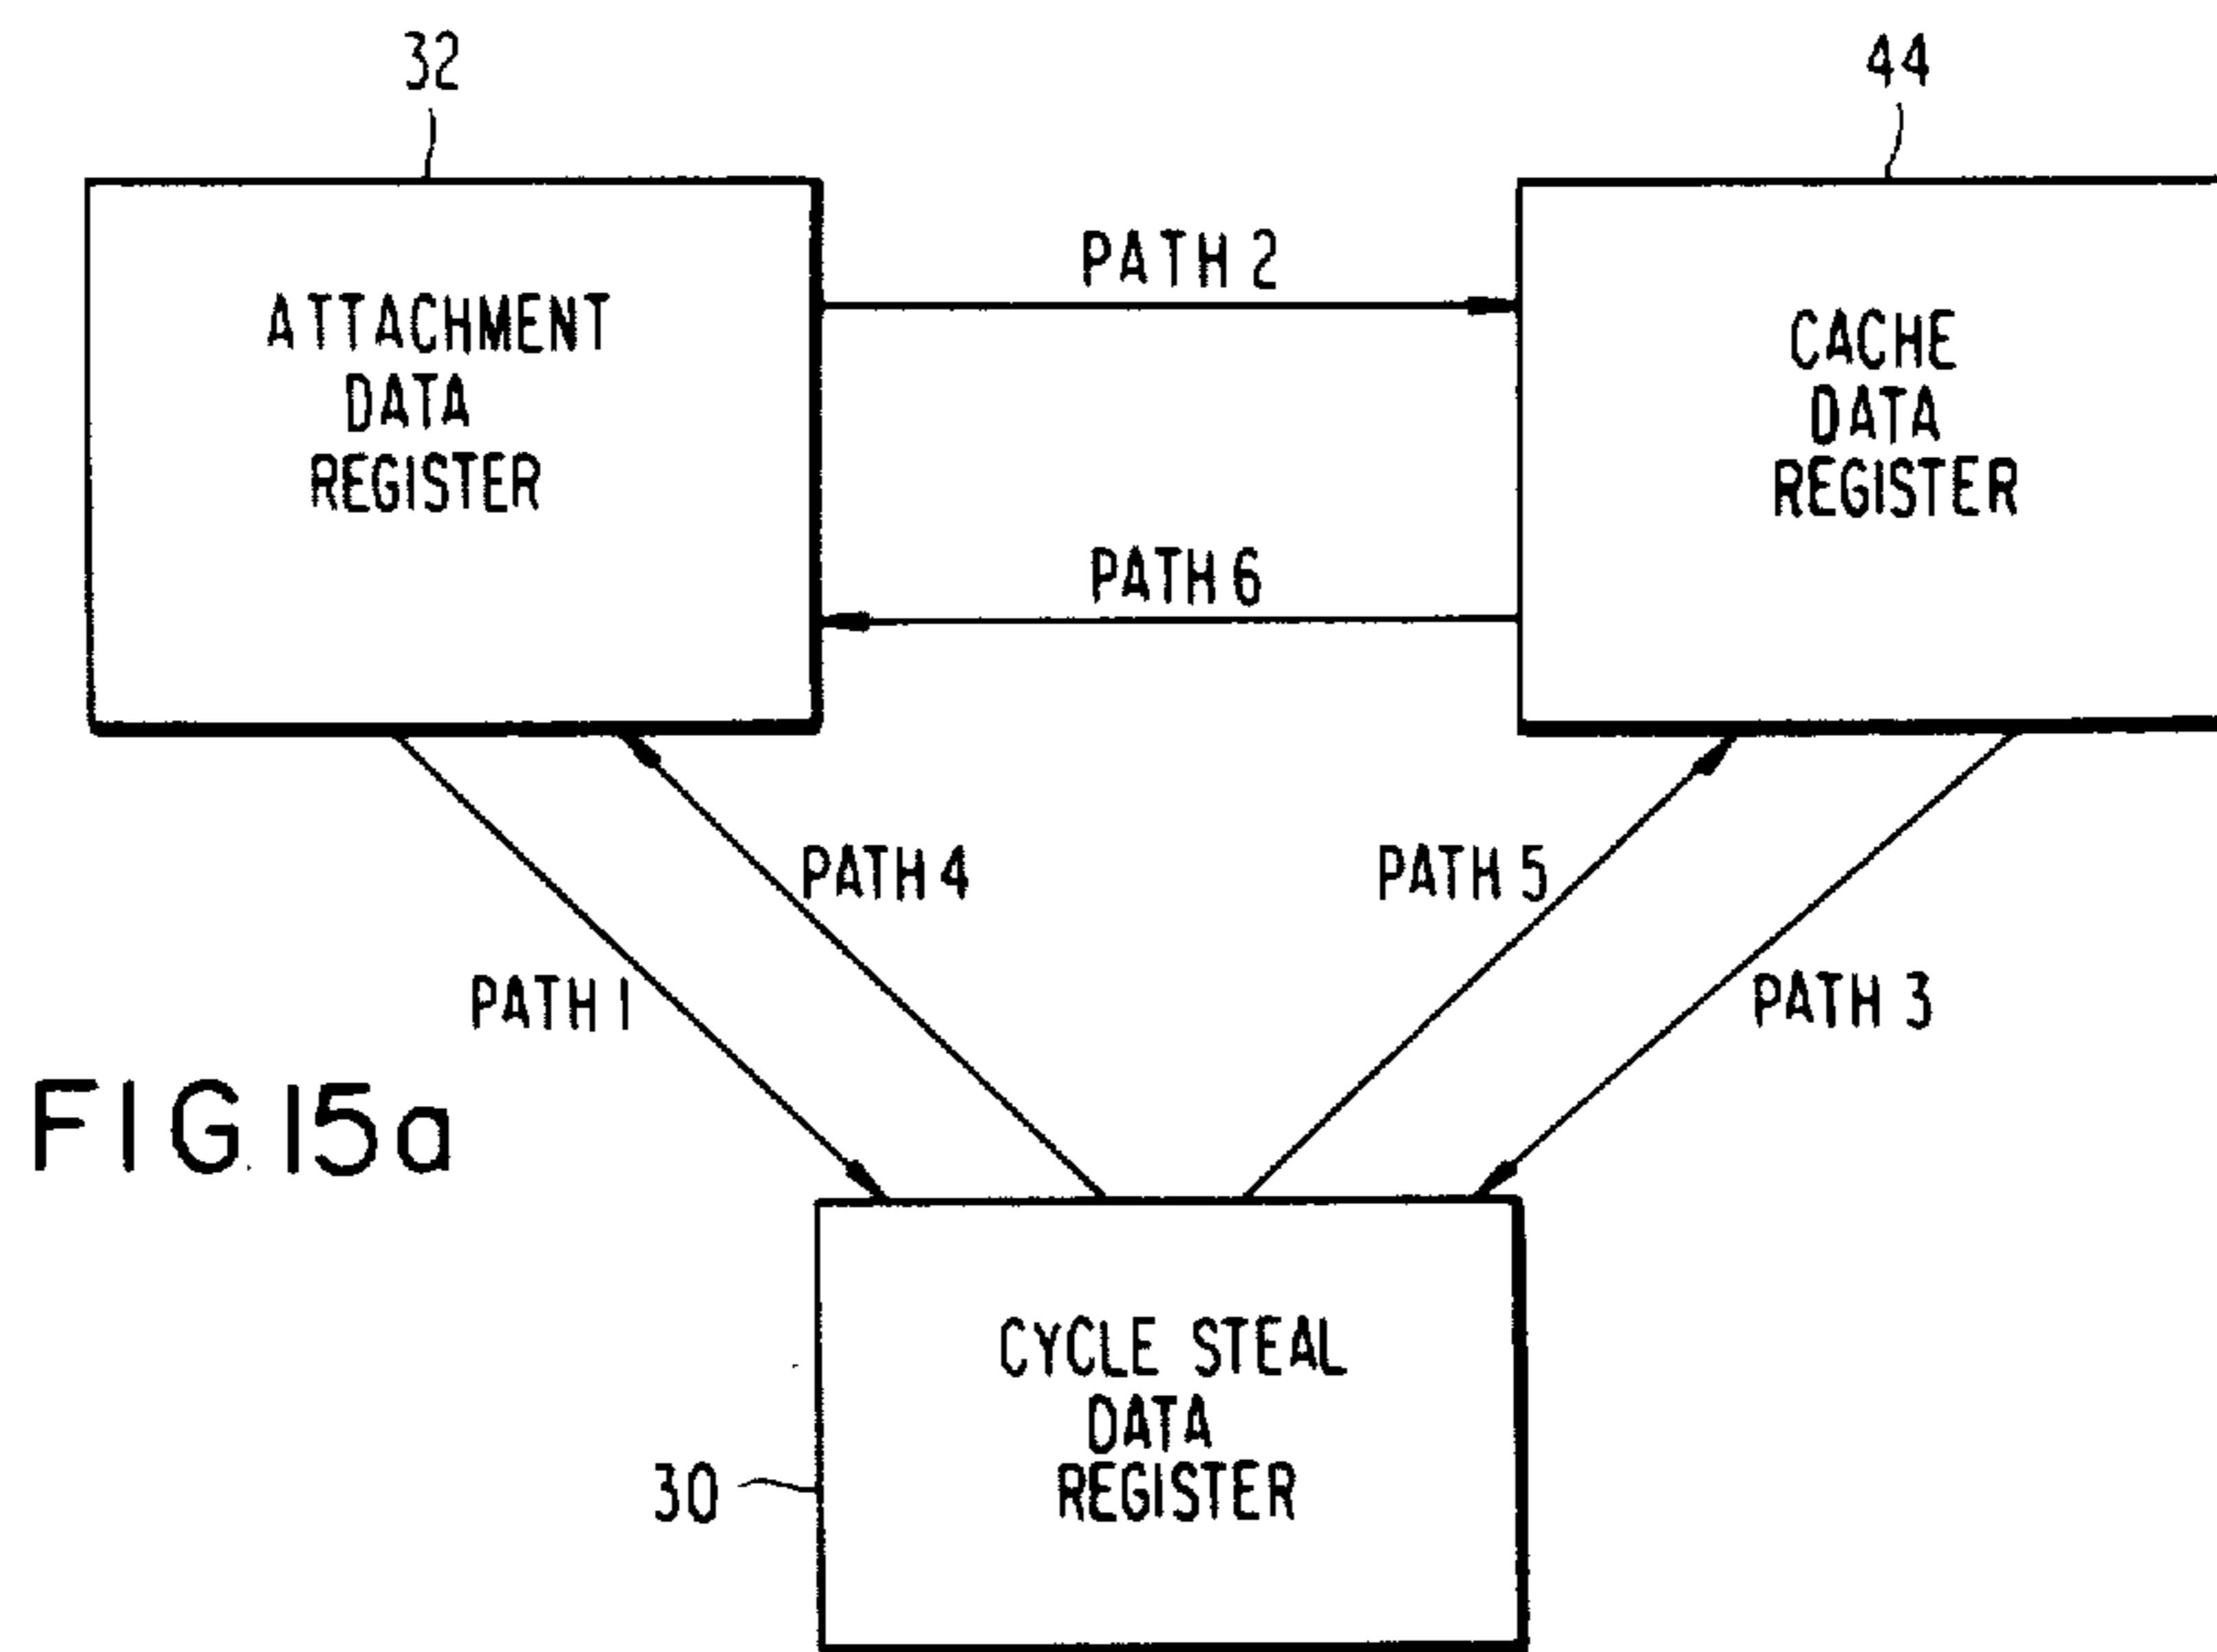 32
44
PATH 2
ATTACHMENT
DATA
REGISTER
CACHE
DATA
REGISTER
PATH 6
PATH 4
PATH 5
PATH 1
PATH 3
FIG. 15a
CYCLE STEAL
DATA
REGISTER
30